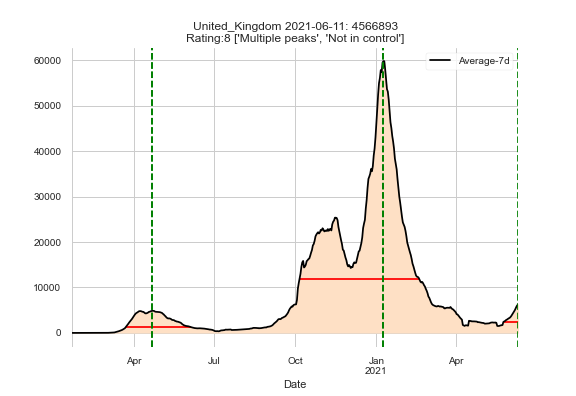 United_Kingdom 2021-06-11: 4566893
Rating:8 ['Multiple peaks', 'Not in control']
Average-7d
60000
50000
40000
30000
20000
10000
0
Apr Jul Oct Jan Apr
2021
Date